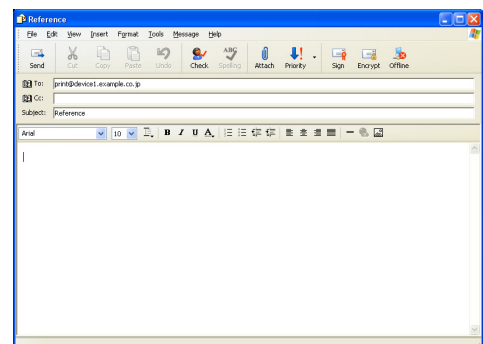 Reference
File Edit View Insert Format Tools Message Help
Send Cut Copy Paste Undo Check Spelling Attach Priority Sign Encrypt Offline
To: print@device1.example.co.jp
Cc:
Subject: Reference
Arial 10 B I U A